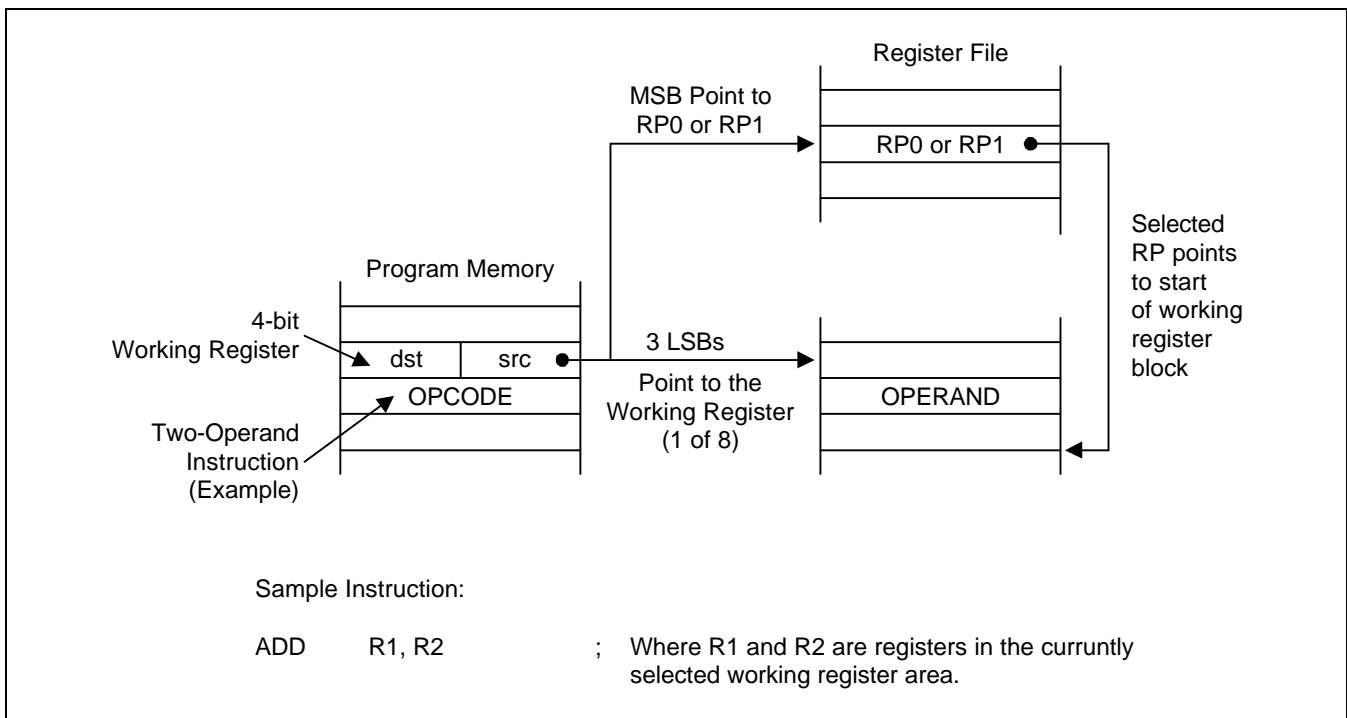 Register File
MSB Point to
RP0 or RP1
RP0 or RP1
Selected
RP points
to start
of working
register
block
Program Memory
4-bit
Working Register
dst src
3 LSBs
Point to the
Working Register
(1 of 8)
OPCODE
OPERAND
Two-Operand
Instruction
(Example)
Sample Instruction:
ADD R1, R2 ; Where R1 and R2 are registers in the curruntly
selected working register area.